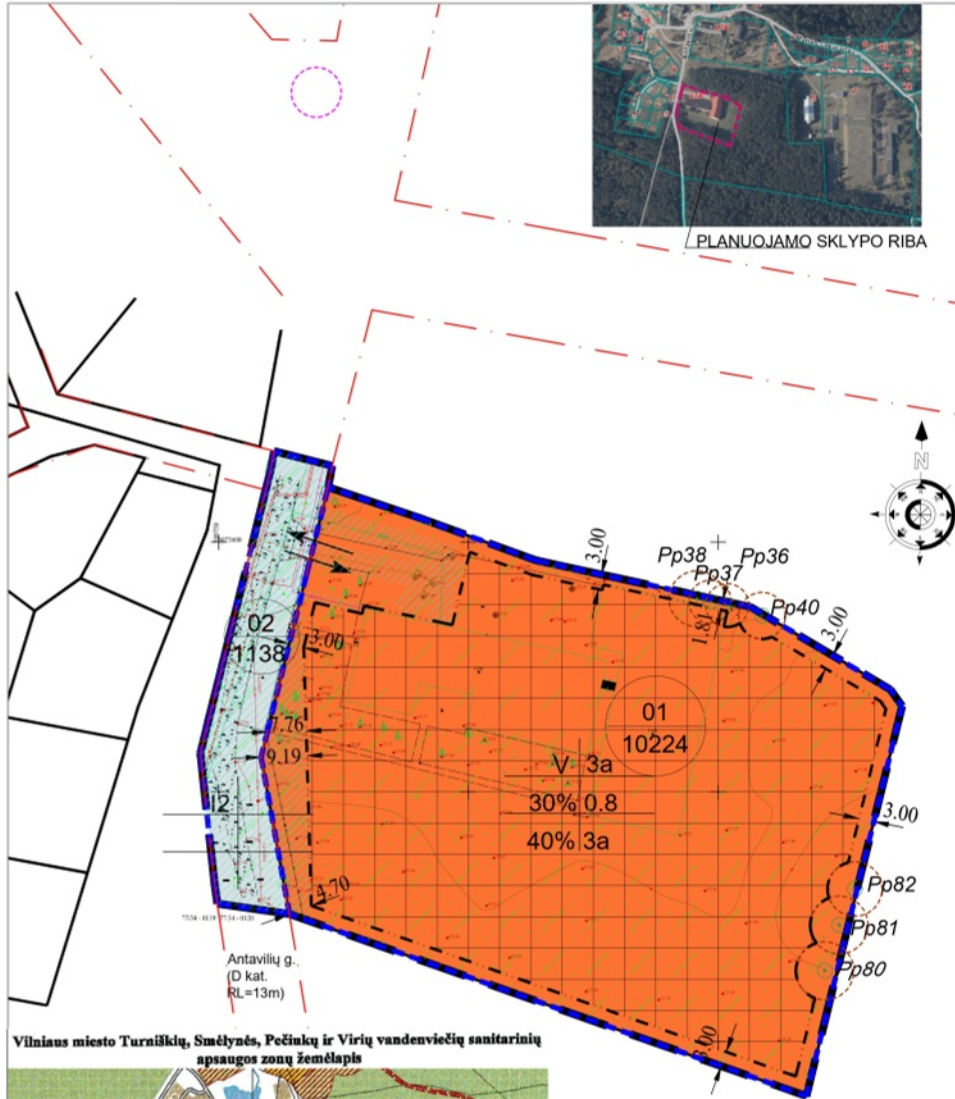 PLANUOJAMO SKLYPO RIBA
N
3.00
Pp38
Pp37
Pp36
Pp40
1.81
3.00
02
1138
3.00
01
10224
7.76
9.19
V 3a
30% 0.8
40% 3a
I2
3.00
4.70
Pp82
Pp81
Pp80
Antavilių g.
(D kat.
RL=13m)
3.00
Vilniaus miesto Turniškių, Smėlynės, Pečiukų ir Virių vandenviečių sanitarinių
apsaugos zonų žemėlapis